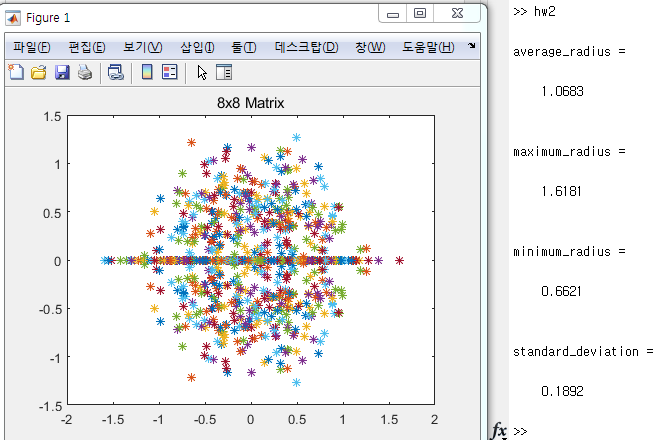 Figure 1
파일(F) 편집(E) 보기(V) 삽입(I) 툴(T) 데스크탑(D) 창(W) 도움말(H)
8x8 Matrix
1.5
1
0.5
0
-0.5
-1
-1.5
-2 -1.5 -1 -0.5 0 0.5 1 1.5 2
>> hw2
average_radius =
1.0683
maximum_radius =
1.6181
minimum_radius =
0.6621
standard_deviation =
0.1892
fx >>